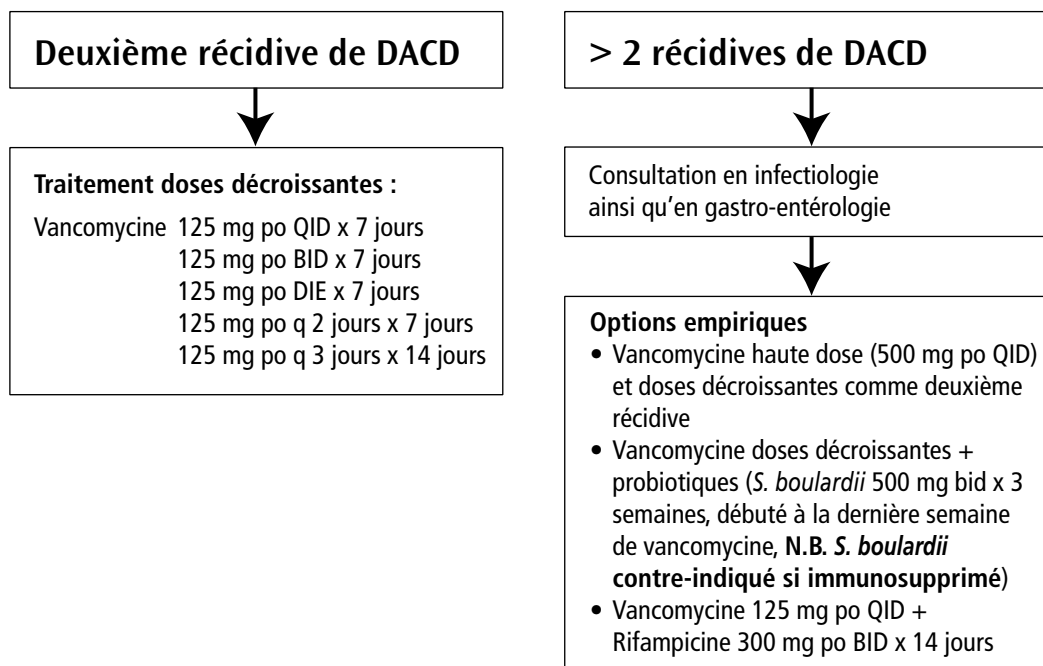 Deuxième récidive de DACD
Traitement doses décroissantes :
Vancomycine 125 mg po QID x 7 jours
125 mg po BID x 7 jours
125 mg po DIE x 7 jours
125 mg po q 2 jours x 7 jours
125 mg po q 3 jours x 14 jours
> 2 récidives de DACD
Consultation en infectiologie
ainsi qu'en gastro-entérologie
Options empiriques
• Vancomycine haute dose (500 mg po QID)
et doses décroissantes comme deuxième
récidive
• Vancomycine doses décroissantes +
probiotiques (S. boulardii 500 mg bid x 3
semaines, débuté à la dernière semaine
de vancomycine, N.B. S. boulardii
contre-indiqué si immunosupprimé)
• Vancomycine 125 mg po QID +
Rifampicine 300 mg po BID x 14 jours